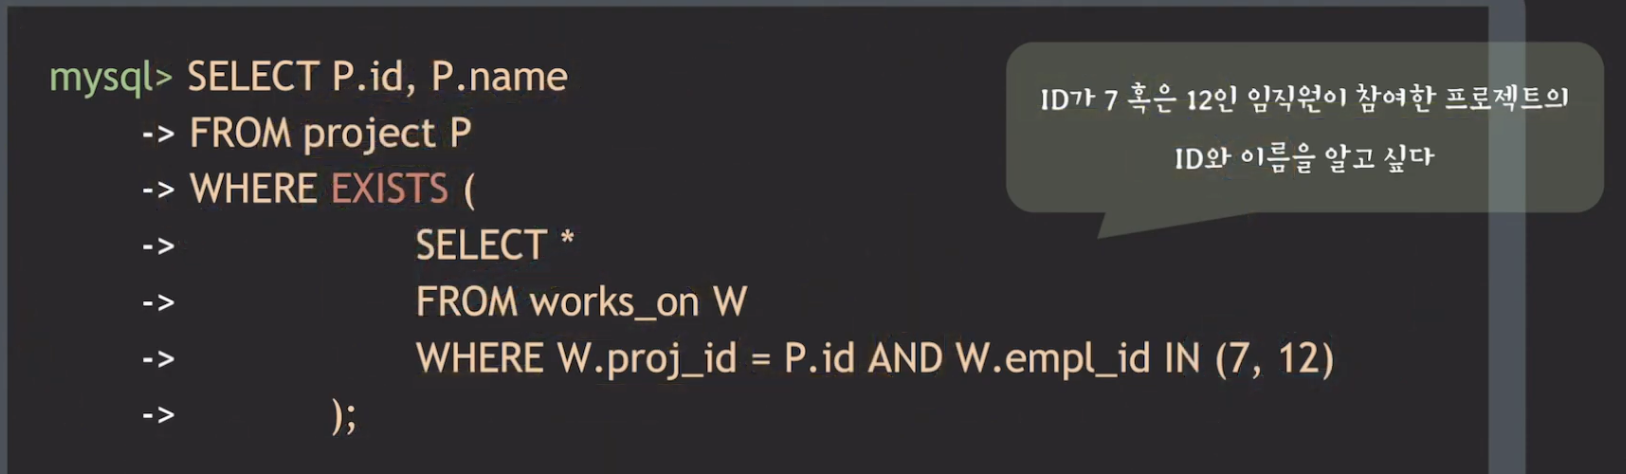 mysql> SELECT P.id, P.name
-> FROM project P
-> WHERE EXISTS (
-> SELECT *
-> FROM works_on W
-> WHERE W.proj_id = P.id AND W.empl_id IN (7, 12)
-> );
ID가 7 혹은 12인 임직원이 참여한 프로젝트의
ID와 이름을 알고 싶다